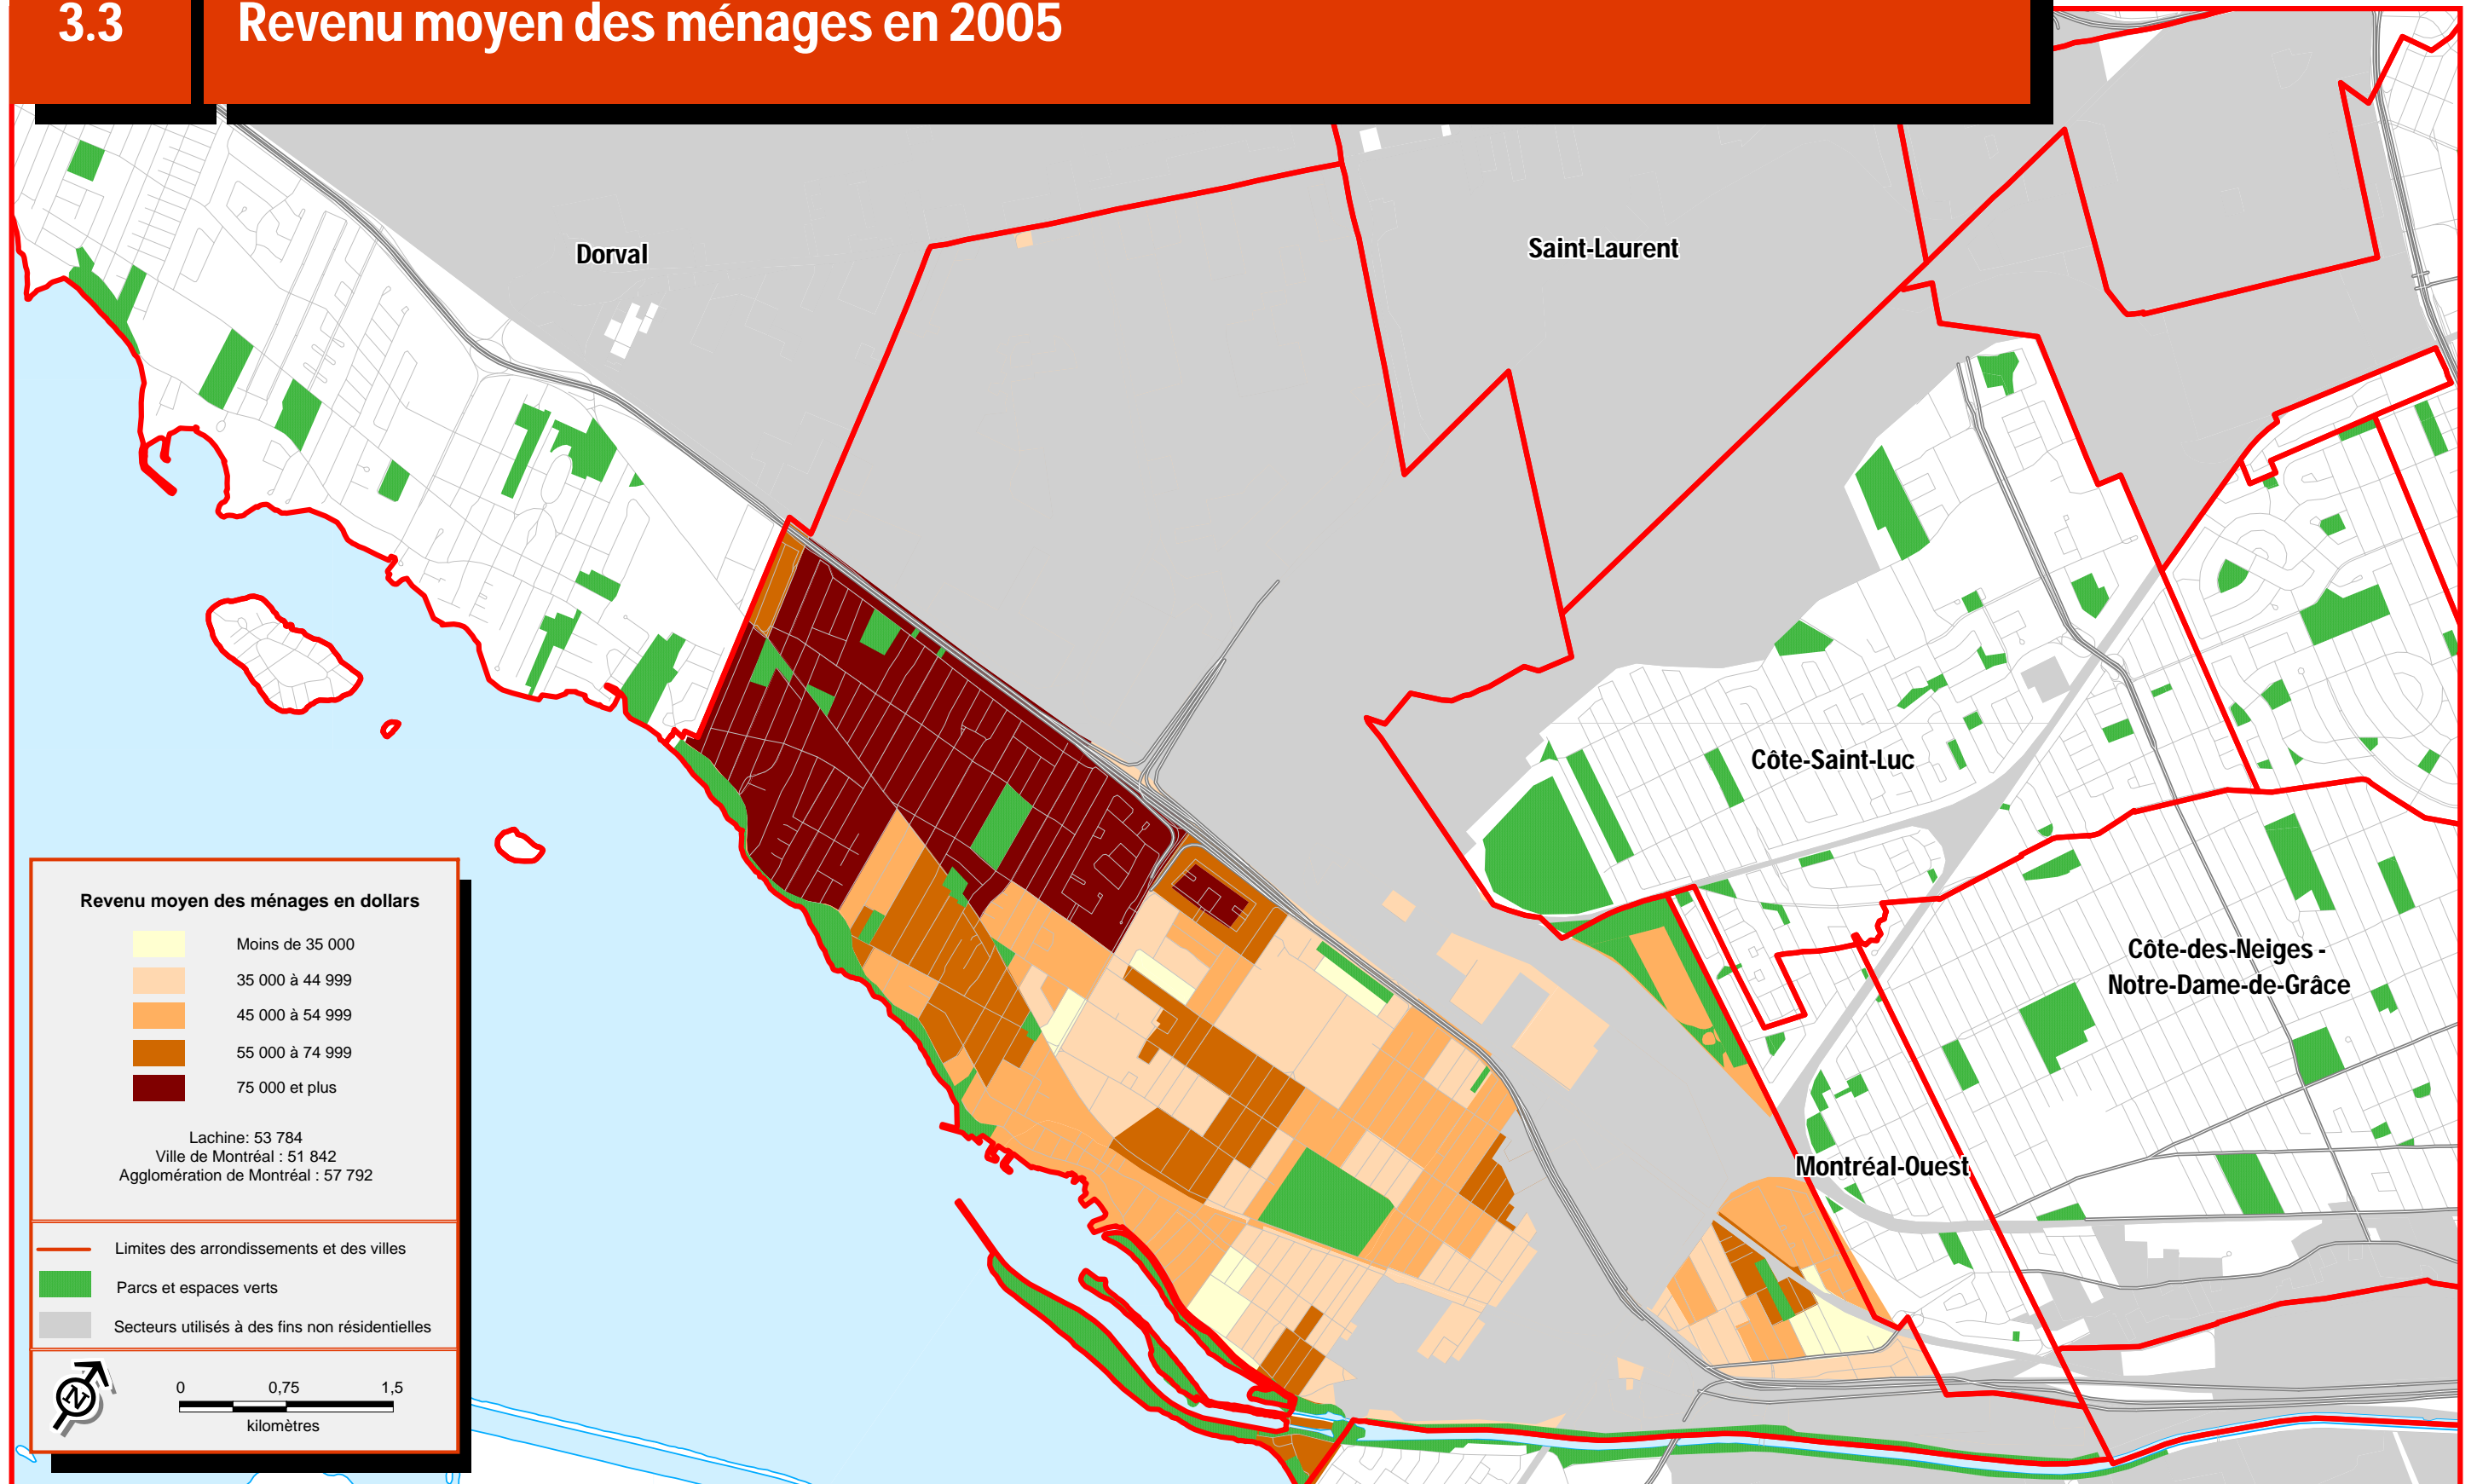 3.3
Revenu moyen des ménages en 2005
Dorval
Saint-Laurent
Côte-Saint-Luc
Côte-des-Neiges -
Notre-Dame-de-Grâce
Montréal-Ouest
Revenu moyen des ménages en dollars
Moins de 35 000
35 000 à 44 999
45 000 à 54 999
55 000 à 74 999
75 000 et plus
Lachine: 53 784
Ville de Montréal : 51 842
Agglomération de Montréal : 57 792
Limites des arrondissements et des villes
Parcs et espaces verts
Secteurs utilisés à des fins non résidentielles
N
0 0,75 1,5
kilomètres